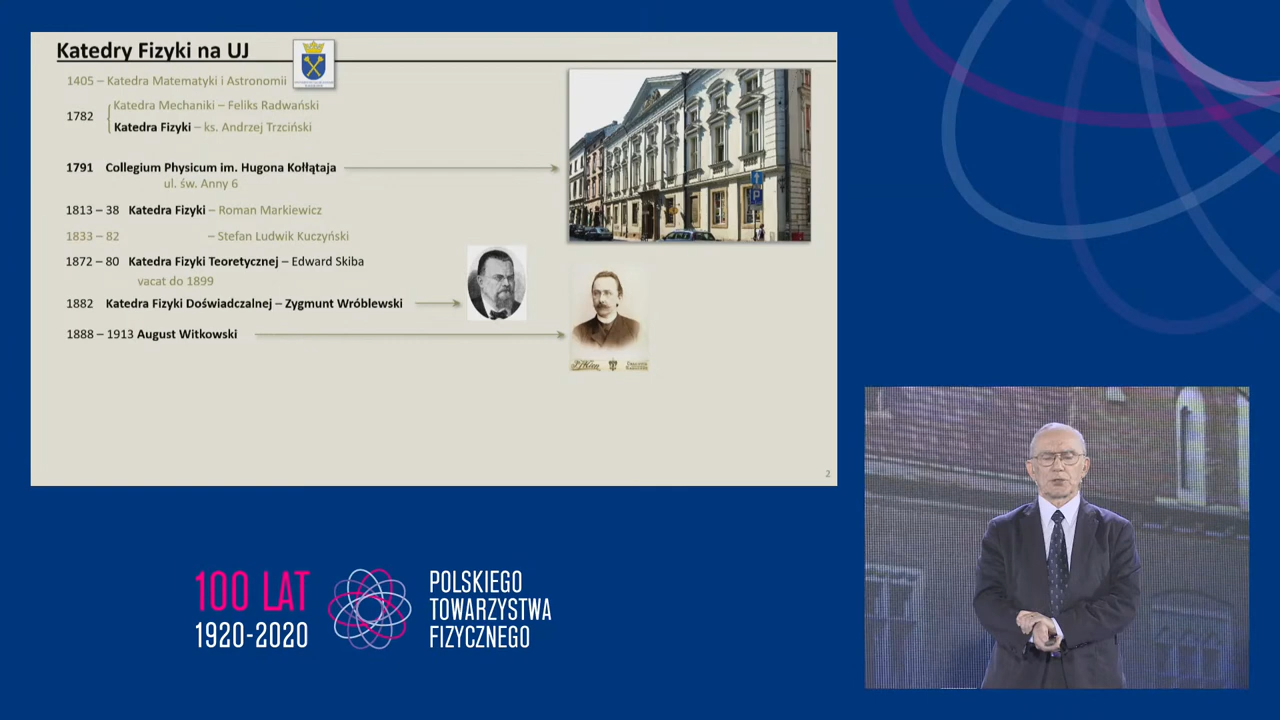 Katedry Fizyki na UJ
1405 – Katedra Matematyki i Astronomii
1782
Katedra Mechaniki – Feliks Radwański
Katedra Fizyki – ks. Andrzej Trzciński
1791 Collegium Physicum im. Hugona Kołłątaja
ul. św. Anny 6
1813 – 38 Katedra Fizyki – Roman Markiewicz
1833 – 82 – Stefan Ludwik Kuczyński
1872 – 80 Katedra Fizyki Teoretycznej – Edward Skiba
vacat do 1899
1882 Katedra Fizyki Doświadczalnej – Zygmunt Wróblewski
1888 – 1913 August Witkowski
P
2
100 LAT
1920-2020
POLSKIEGO
TOWARZYSTWA
FIZYCZNEGO